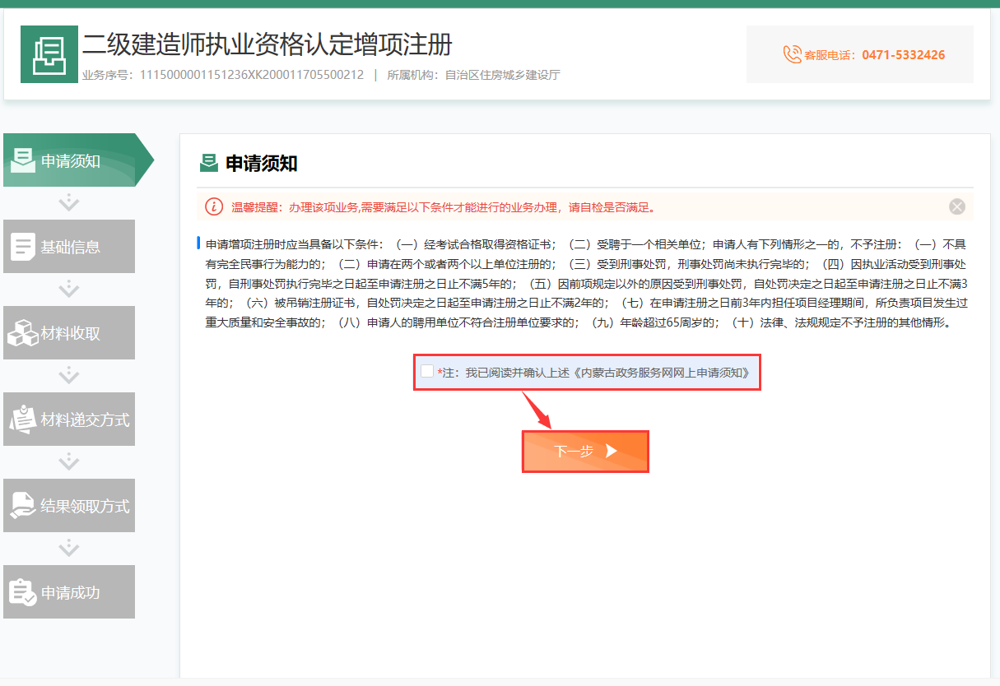 二级建造师执业资格认定增项注册
业务序号：1115000001151236XK200011705500212 | 所属机构：自治区住房城乡建设厅
客服电话：0471-5332426
申请须知
基础信息
材料收取
材料递交方式
结果领取方式
申请成功
申请须知
温馨提醒：办理该项业务,需要满足以下条件才能进行的业务办理，请自检是否满足。
申请增项注册时应当具备以下条件：（一）经考试合格取得资格证书；（二）受聘于一个相关单位；申请人有下列情形之一的，不予注册：（一）不具
有完全民事行为能力的；（二）申请在两个或者两个以上单位注册的；（三）受到刑事处罚，刑事处罚尚未执行完毕的；（四）因执业活动受到刑事处
罚，自刑事处罚执行完毕之日起至申请注册之日止不满5年的；（五）因前项规定以外的原因受到刑事处罚，自处罚决定之日起至申请注册之日止不满3
年的；（六）被吊销注册证书，自处罚决定之日起至申请注册之日止不满2年的；（七）在申请注册之日前3年内担任项目经理期间，所负责项目发生过
重大质量和安全事故的；（八）申请人的聘用单位不符合注册单位要求的；（九）年龄超过65周岁的；（十）法律、法规规定不予注册的其他情形。
*注：我已阅读并确认上述《内蒙古政务服务网网上申请须知》
下一步